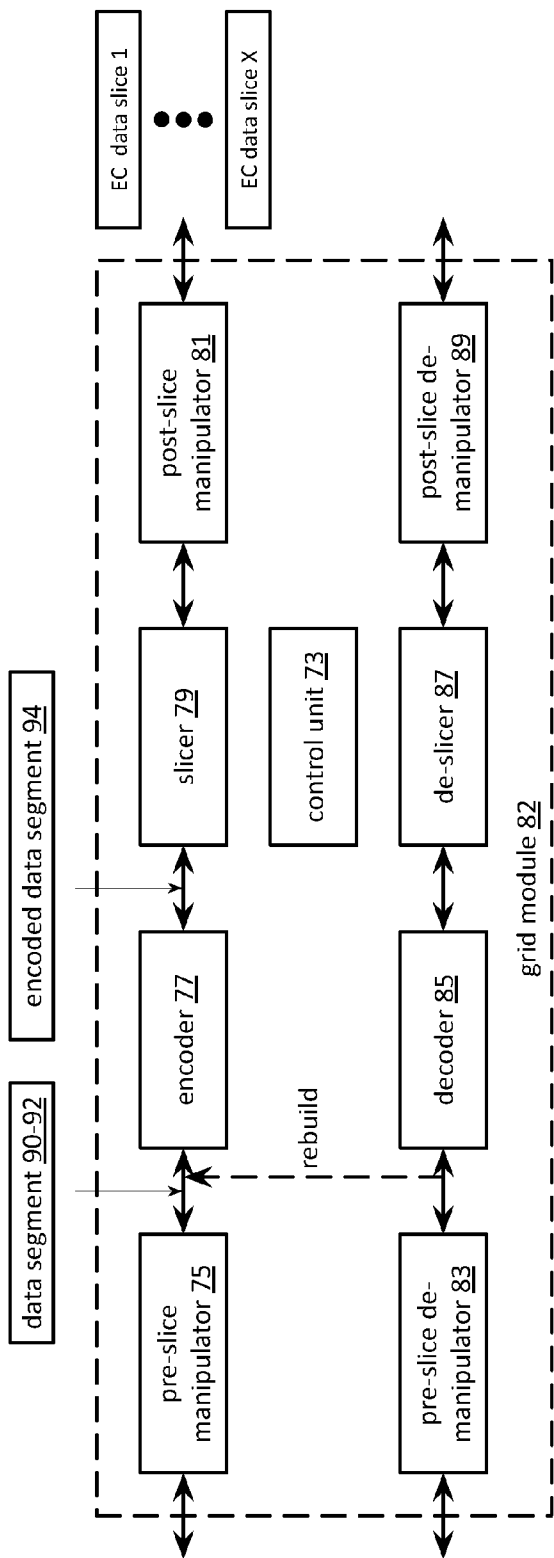 data segment 90-92
encoded data segment 94
EC data slice 1
EC data slice X
pre-slice
manipulator 75
encoder 77
slicer 79
post-slice
manipulator 81
rebuild
control unit 73
pre-slice de-
manipulator 83
decoder 85
de-slicer 87
post-slice de-
manipulator 89
grid module 82